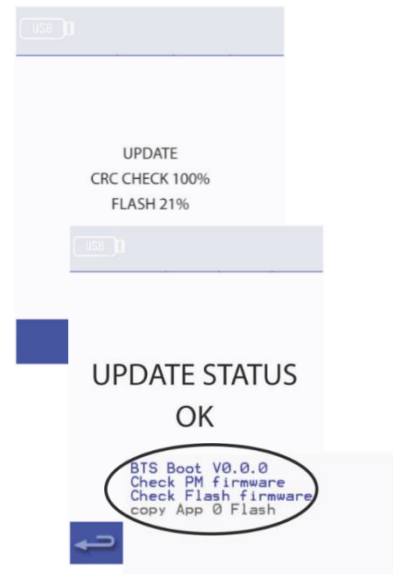 USB
UPDATE
CRC CHECK 100%
FLASH 21%
USB
UPDATE STATUS
OK
BTS Boot V0.0.0
Check PM firmware
Check Flash firmware
copy App 0 Flash